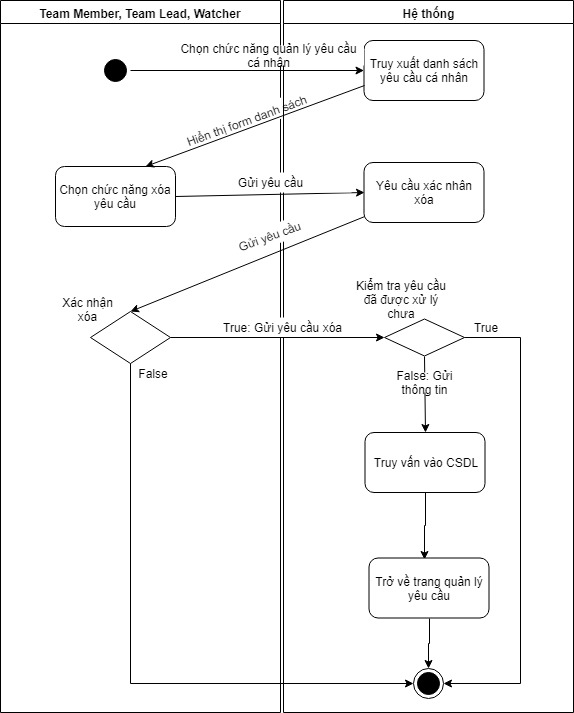 Team Member, Team Lead, Watcher
Hệ thống
Chọn chức năng quản lý yêu cầu
cá nhân
Truy xuất danh sách
yêu cầu cá nhân
Hiển thị form danh sách
Chọn chức năng xóa
yêu cầu
Gửi yêu cầu
Yêu cầu xác nhân
xóa
Gửi yêu cầu
Xác nhận
xóa
Kiểm tra yêu cầu
đã được xử lý
chưa
True: Gửi yêu cầu xóa
True
False
False: Gửi
thông tin
Truy vấn vào CSDL
Trở về trang quản lý
yêu cầu